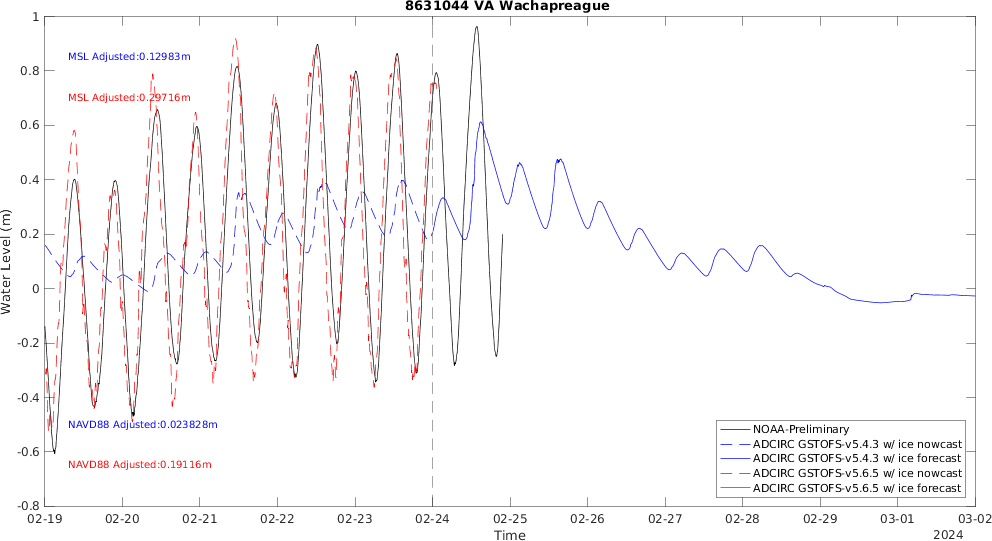 8631044 VA Wachapreague
1
0.8
0.6
0.4
0.2
0
-0.2
-0.4
-0.6
-0.8
Water Level (m)
MSL Adjusted:0.12983m
MSL Adjusted:0.29716m
NAVD88 Adjusted:0.023828m
NAVD88 Adjusted:0.19116m
NOAA-Preliminary
ADCIRC GSTOFS-v5.4.3 w/ ice nowcast
ADCIRC GSTOFS-v5.4.3 w/ ice forecast
ADCIRC GSTOFS-v5.6.5 w/ ice nowcast
ADCIRC GSTOFS-v5.6.5 w/ ice forecast
02-19 02-20 02-21 02-22 02-23 02-24 02-25 02-26 02-27 02-28 02-29 03-01 03-02
Time
2024